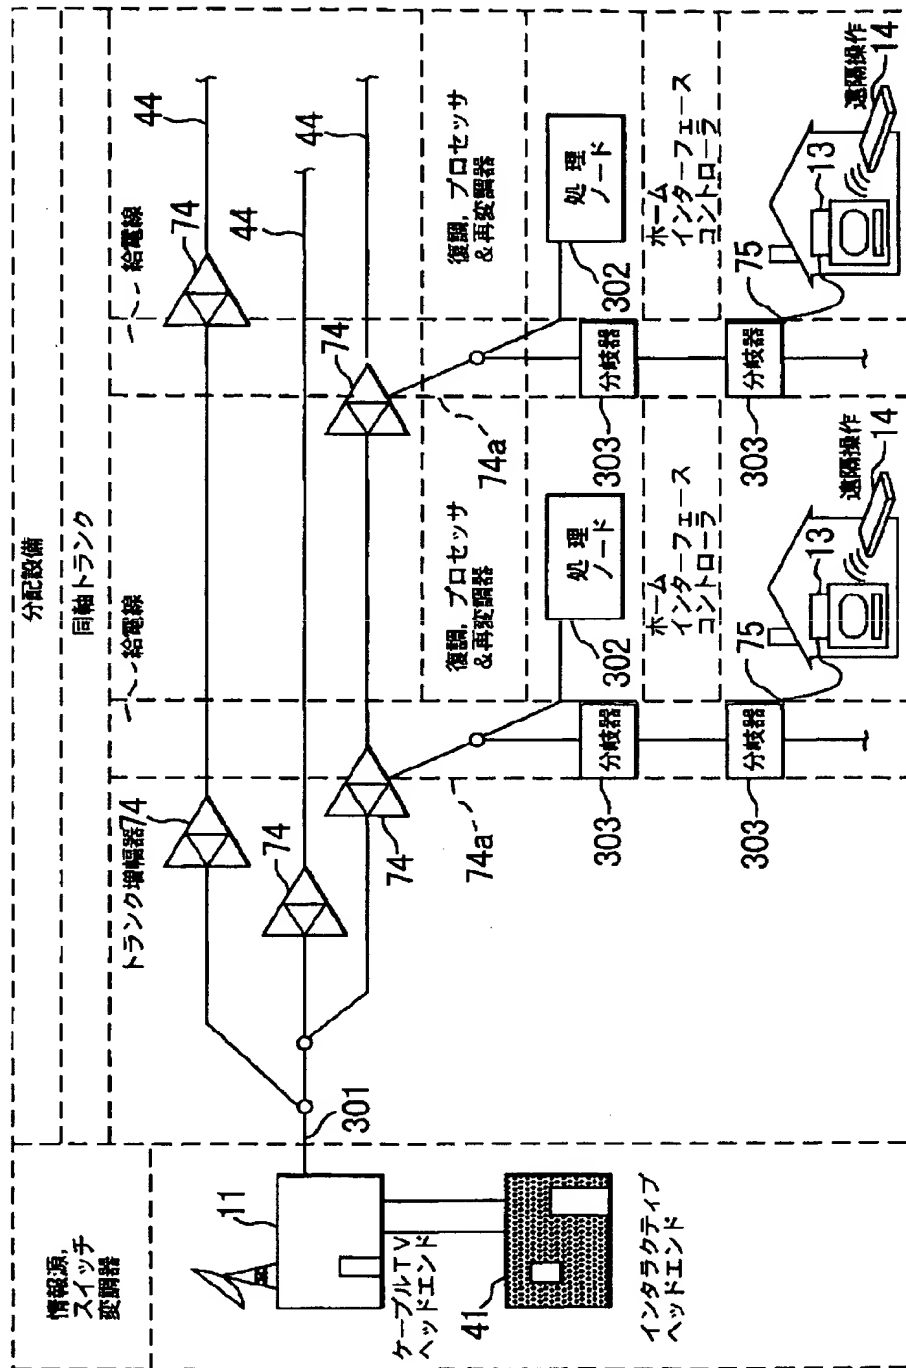 分配設備
同軸トランク
情報源,
スイッチ
変調器
トランク増幅器
給電線
給電線
74
74
44
74
44
74
74
44
301
11
ケーブルTV
ヘッドエンド
41
インタラクティブ
ヘッドエンド
74a
74a
復調,プロセッサ
&再変調器
復調,プロセッサ
&再変調器
処理
ノード
302
処理
ノード
302
303
分岐器
303
分岐器
ホーム
インターフェース
コントローラ
ホーム
インターフェース
コントローラ
303
分岐器
75
13
遠隔操作
14
303
分岐器
75
13
遠隔操作
14